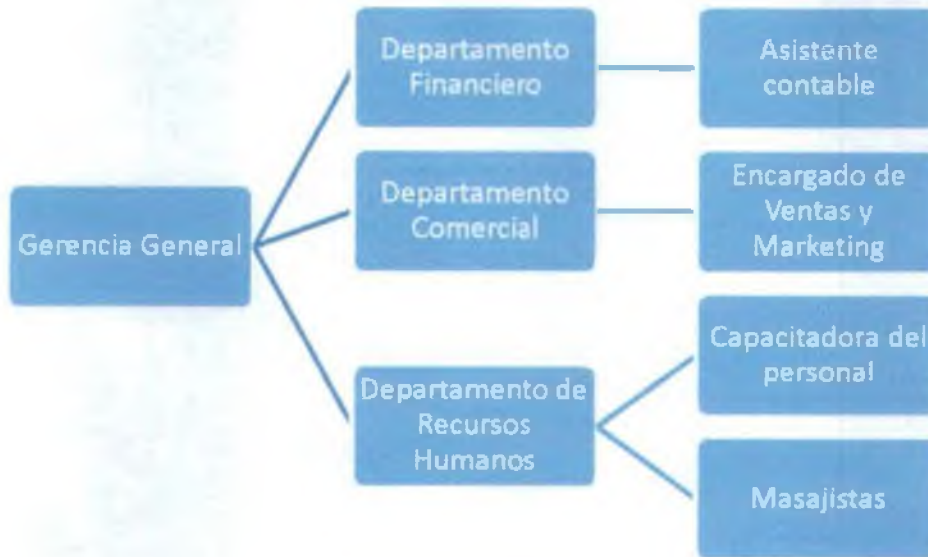 Gerencia General
Departamento
Financiero
Asistente
contable
Departamento
Comercial
Encargado de
Ventas y
Marketing
Departamento de
Recursos
Humanos
Capacitadora del
personal
Masajistas